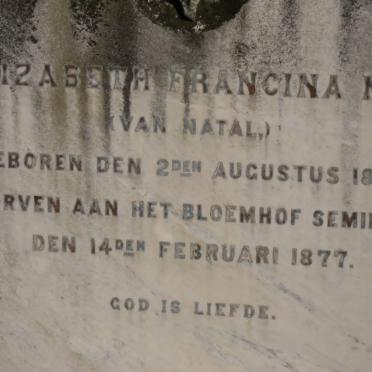 IZABETH FRANCINA
(VAN NATAL,)
EBOREN DEN 2DEN AUGUSTUS 18
RVEN AAN HET BLOEMHOF SEMI
DEN 14DEN FEBRUARI 1877.
GOD IS LIEFDE.